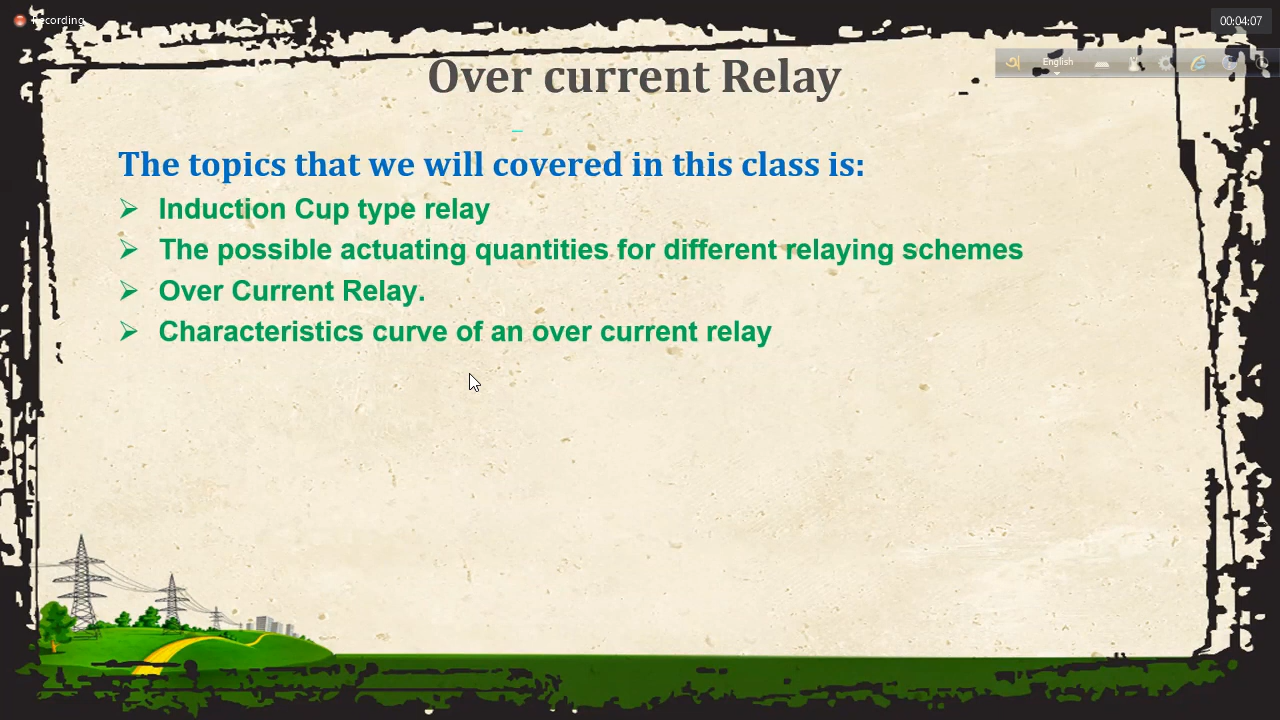 Recording
00:04:07
English
Over current Relay
The topics that we will covered in this class is:
Induction Cup type relay
The possible actuating quantities for different relaying schemes
Over Current Relay.
Characteristics curve of an over current relay